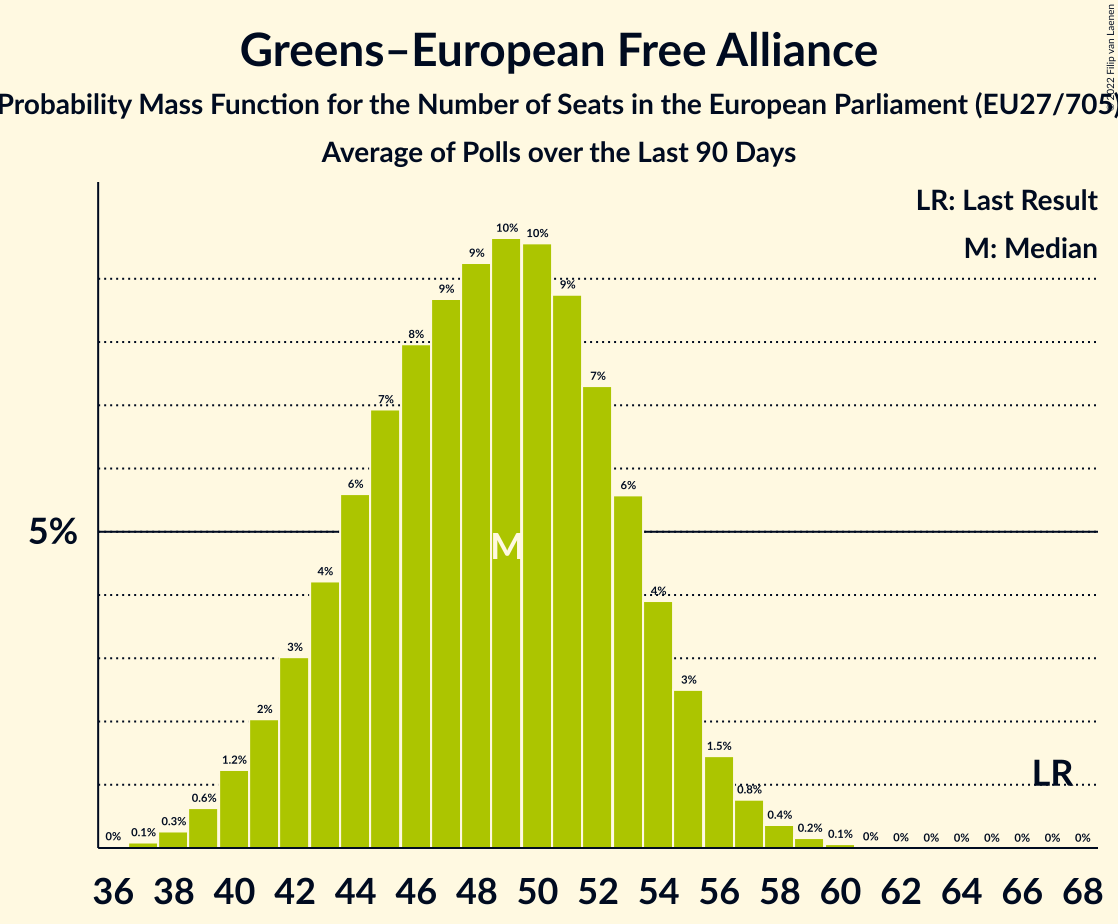 Greens–European Free Alliance
Probability Mass Function for the Number of Seats in the European Parliament (EU27/705)
Average of Polls over the Last 90 Days
© 2022 Filip van Laenen
LR: Last Result
M: Median
5%
0% 0.1% 0.3% 0.6% 1.2% 2% 3% 4% 6% 7% 8% 9% 9% 10% 10% 9% 7% 6% 4% 3% 1.5% 0.8% 0.4% 0.2% 0.1% 0% 0% 0% 0% 0% 0% 0% 0%
M
LR
36 38 40 42 44 46 48 50 52 54 56 58 60 62 64 66 68